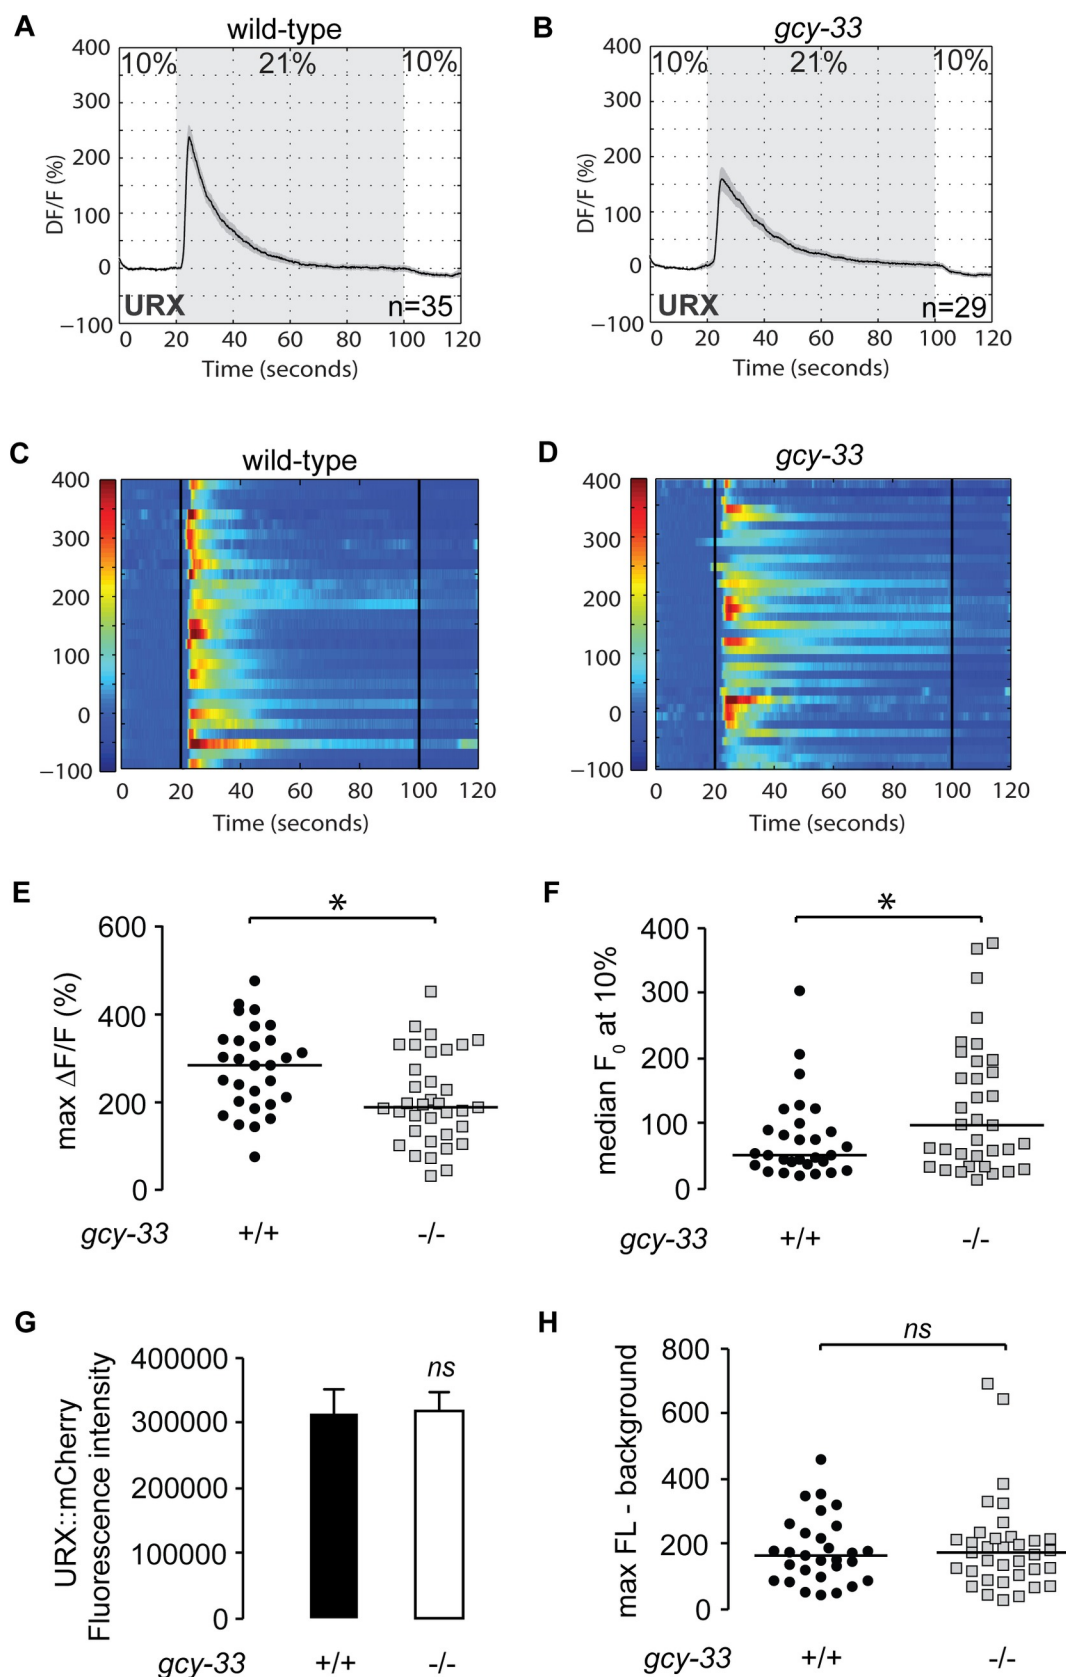 A
wild-type
400
300
200
100
0
−100
DF/F (%)
10%
21%
10%
URX
n=35
0 20 40 60 80 100 120
Time (seconds)
B
gcy-33
400
300
200
100
0
−100
DF/F (%)
10%
21%
10%
URX
n=29
0 20 40 60 80 100 120
Time (seconds)
C
wild-type
400
300
200
100
0
−100
0 20 40 60 80 100 120
Time (seconds)
D
gcy-33
400
300
200
100
0
−100
0 20 40 60 80 100 120
Time (seconds)
E
*
max ΔF/F (%)
600
400
200
0
gcy-33 +/+ -/-
F
*
median F0 at 10%
400
300
200
100
0
gcy-33 +/+ -/-
G
URX::mCherry
Fluorescence intensity
400000
300000
200000
100000
0
ns
gcy-33 +/+ -/-
H
ns
max FL - background
800
600
400
200
0
gcy-33 +/+ -/-